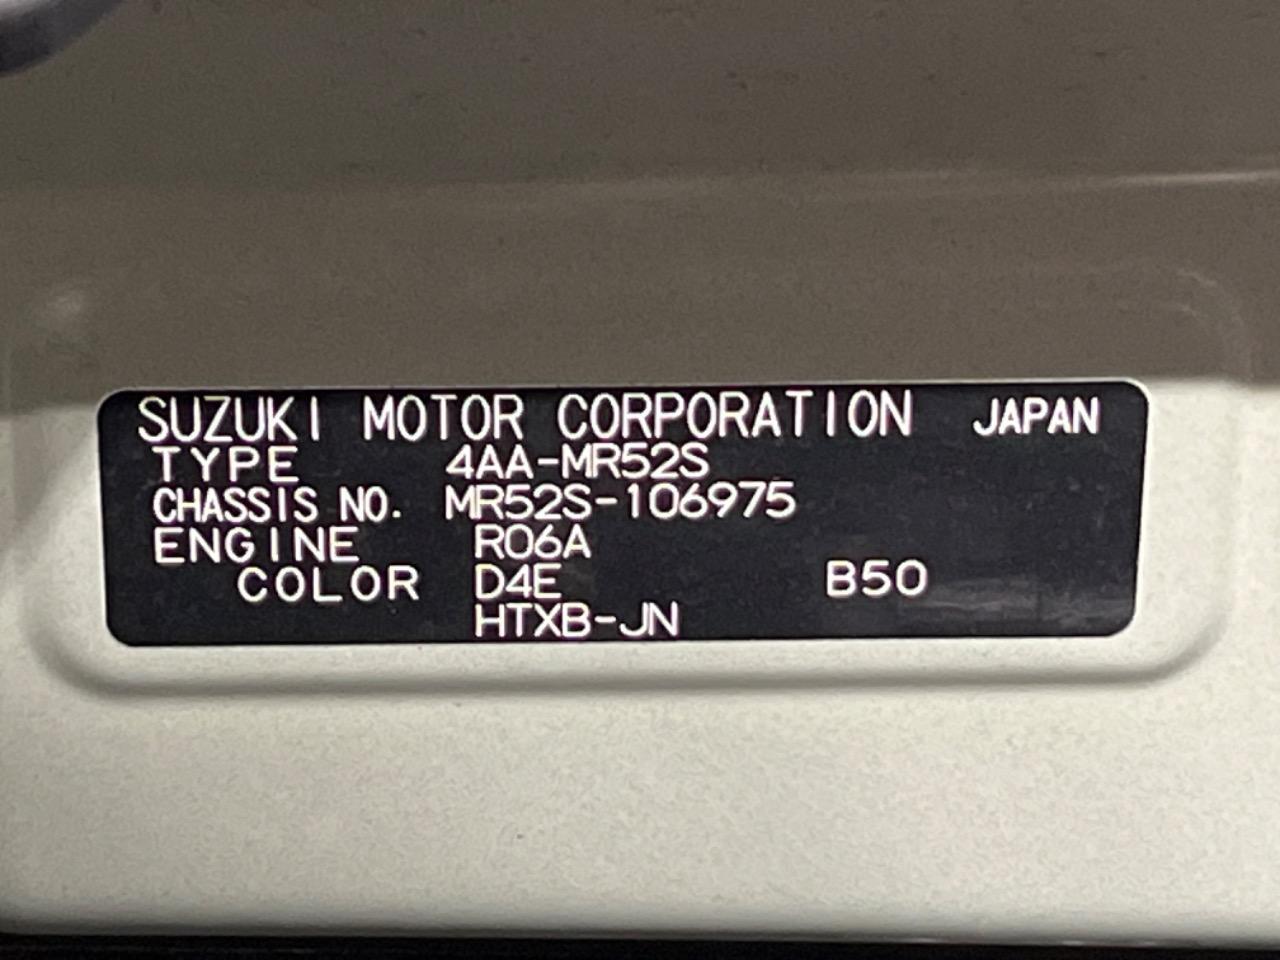 SUZUKI MOTOR CORPORATION JAPAN
TYPE 4AA-MR52S
CHASSIS NO. MR52S-106975
ENGINE R06A
COLOR D4E B50
HTXB-JN